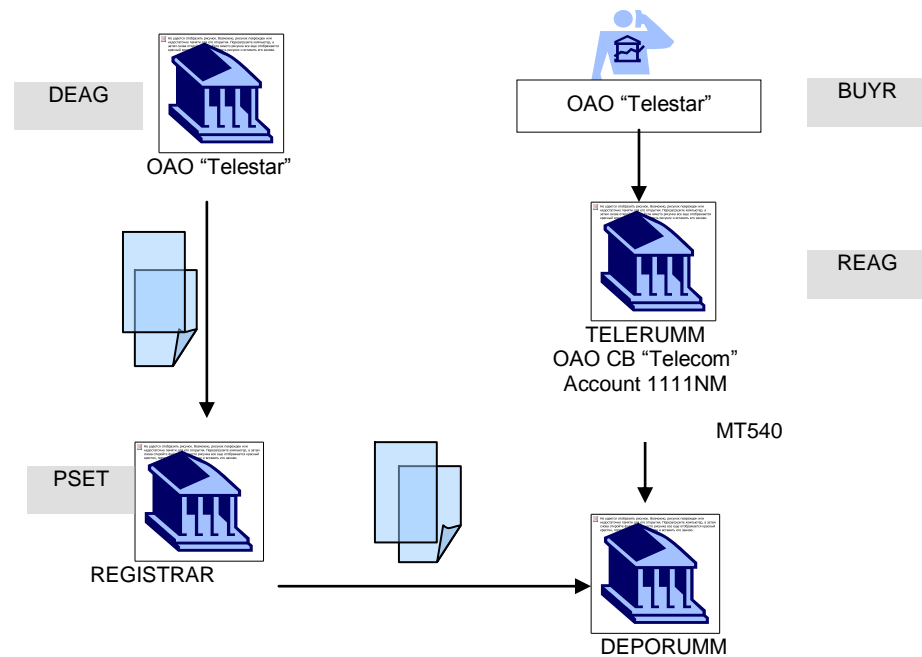 DEAG
OAO “Telestar”
OAO “Telestar”
BUYR
TELERUMM
OAO CB “Telecom”
Account 1111NM
REAG
MT540
PSET
REGISTRAR
DEPORUMM